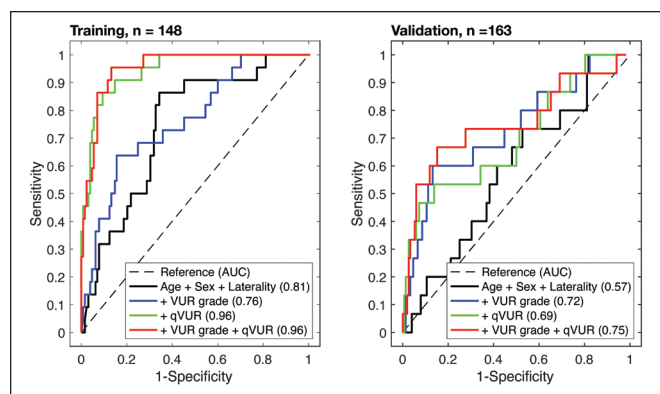 Training, n = 148
1
0.9
0.8
0.7
0.6
0.5
0.4
0.3
0.2
0.1
0
Sensitivity
0 0.2 0.4 0.6 0.8 1
1-Specificity
Reference (AUC)
Age + Sex + Laterality (0.81)
+ VUR grade (0.76)
+ qVUR (0.96)
+ VUR grade + qVUR (0.96)
Validation, n =163
1
0.9
0.8
0.7
0.6
0.5
0.4
0.3
0.2
0.1
0
Sensitivity
0 0.2 0.4 0.6 0.8 1
1-Specificity
Reference (AUC)
Age + Sex + Laterality (0.57)
+ VUR grade (0.72)
+ qVUR (0.69)
+ VUR grade + qVUR (0.75)